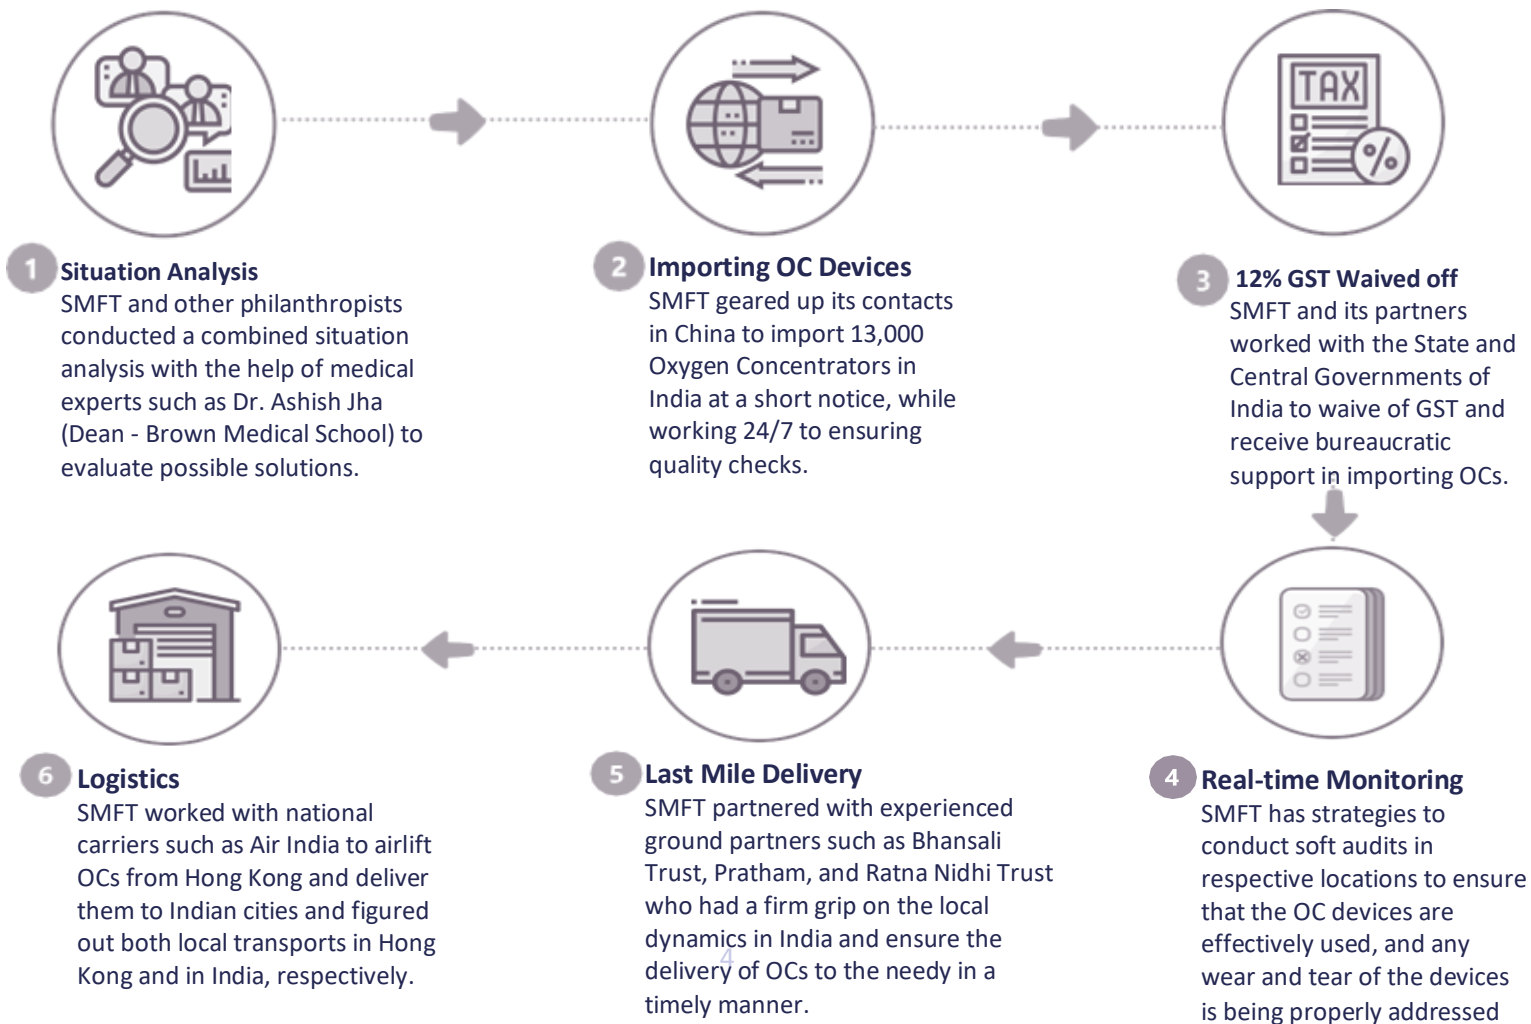 TAX
%
1
Situation Analysis
SMFT and other philanthropists
conducted a combined situation
analysis with the help of medical
experts such as Dr. Ashish Jha
(Dean - Brown Medical School) to
evaluate possible solutions.
2
Importing OC Devices
SMFT geared up its contacts
in China to import 13,000
Oxygen Concentrators in
India at a short notice, while
working 24/7 to ensuring
quality checks.
3
12% GST Waived off
SMFT and its partners
worked with the State and
Central Governments of
India to waive of GST and
receive bureaucratic
support in importing OCs.
4
Real-time Monitoring
SMFT has strategies to
conduct soft audits in
respective locations to ensure
that the OC devices are
effectively used, and any
wear and tear of the devices
is being properly addressed
5
Last Mile Delivery
SMFT partnered with experienced
ground partners such as Bhansali
Trust, Pratham, and Ratna Nidhi Trust
who had a firm grip on the local
dynamics in India and ensure the
delivery of OCs to the needy in a
timely manner.
6
Logistics
SMFT worked with national
carriers such as Air India to airlift
OCs from Hong Kong and deliver
them to Indian cities and figured
out both local transports in Hong
Kong and in India, respectively.
4